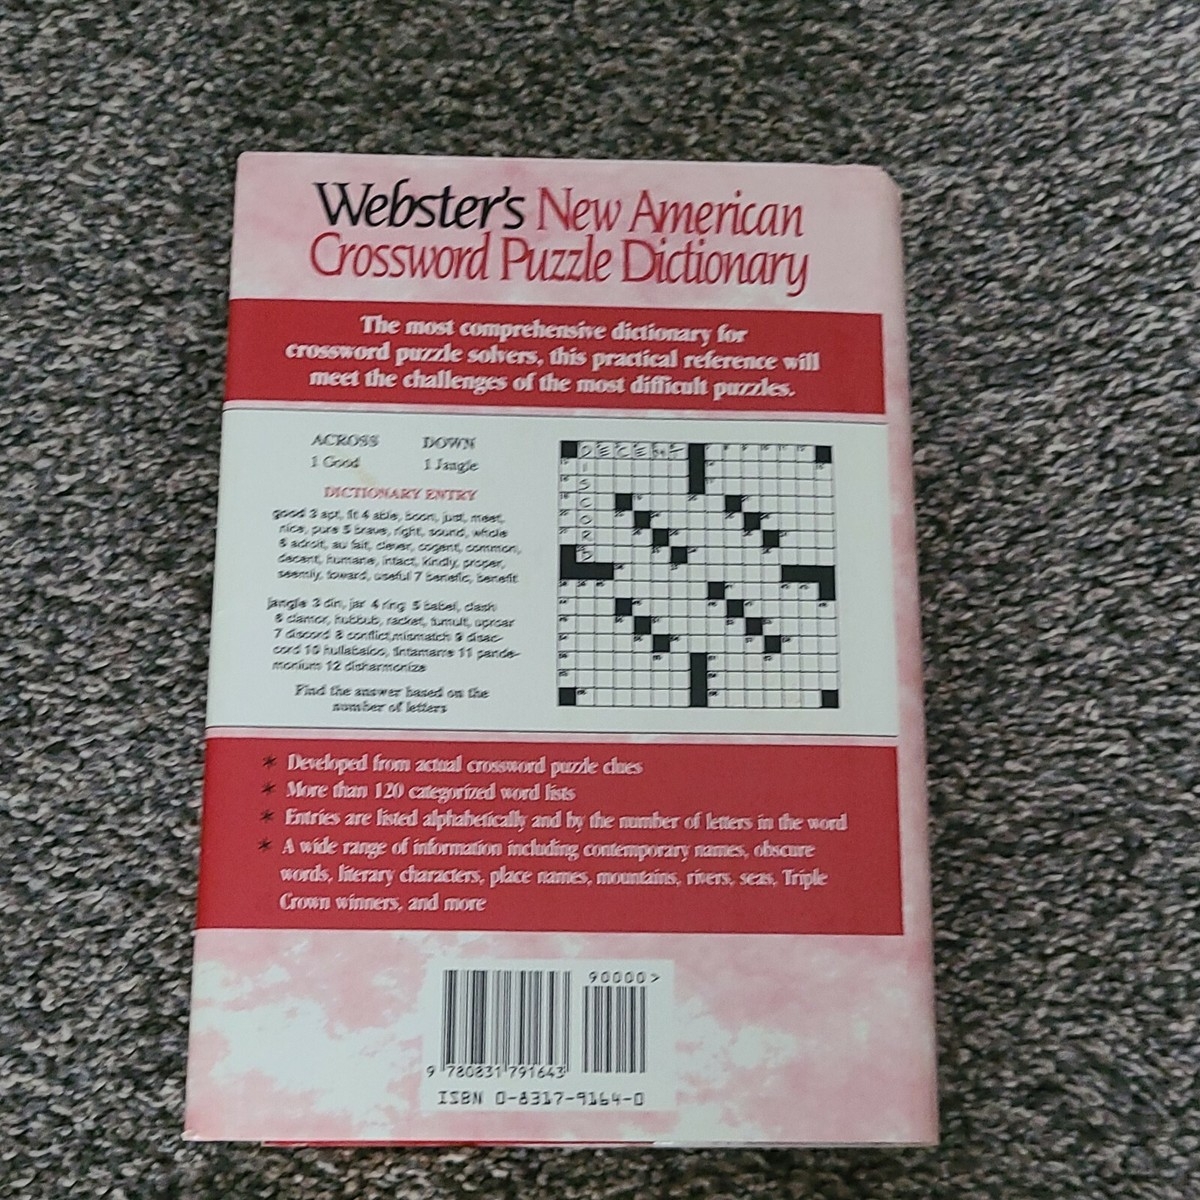 Webster's New American
Crossword Puzzle Dictionary
The most comprehensive dictionary for
crossword puzzle solvers, this practical reference will
meet the challenges of the most difficult puzzles.
ACROSS DOWN
1 Good 1 Jangle
DICTIONARY ENTRY
good 3 apt, fit 4 able, boon, just, meet,
nice, pure 5 brave, right, sound, whole
6 adroit, au fait, clever, cogent, common,
decent, humane, intact, kindly, proper,
seemly, toward, useful 7 benefic, benefit
jangle 3 din, jar 4 ring 5 babel, clash
6 clamor, hubbub, racket, tumult, uproar
7 discord 8 conflict,mismatch 9 disac-
cord 10 hullabaloo, tintamarre 11 pande-
monium 12 disharmonize
Find the answer based on the
number of letters
DECENT
I
S
C
O
R
D
* Developed from actual crossword puzzle clues
* More than 120 categorized word lists
* Entries are listed alphabetically and by the number of letters in the word
* A wide range of information including contemporary names, obscure
words, literary characters, place names, mountains, rivers, seas, Triple
Crown winners, and more
90000>
9 780831 791643
ISBN 0-8317-9164-0